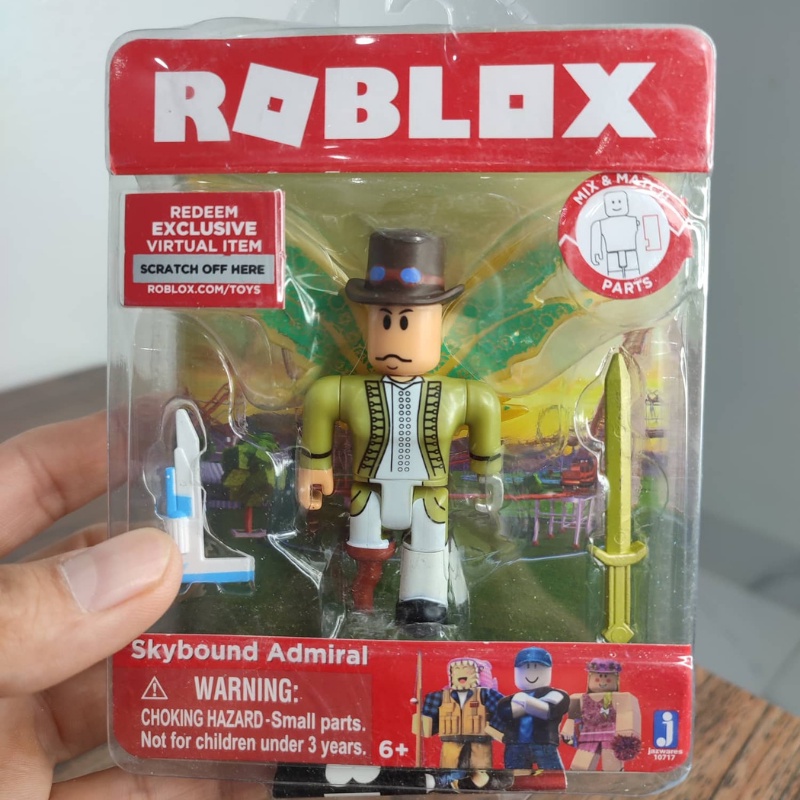 ROBLOX
REDEEM
EXCLUSIVE
VIRTUAL ITEM
SCRATCH OFF HERE
ROBLOX.COM/TOYS
MIX & MATCH
PARTS
Skybound Admiral
WARNING:
CHOKING HAZARD-Small parts.
Not for children under 3 years.
6+
jazwares
10717